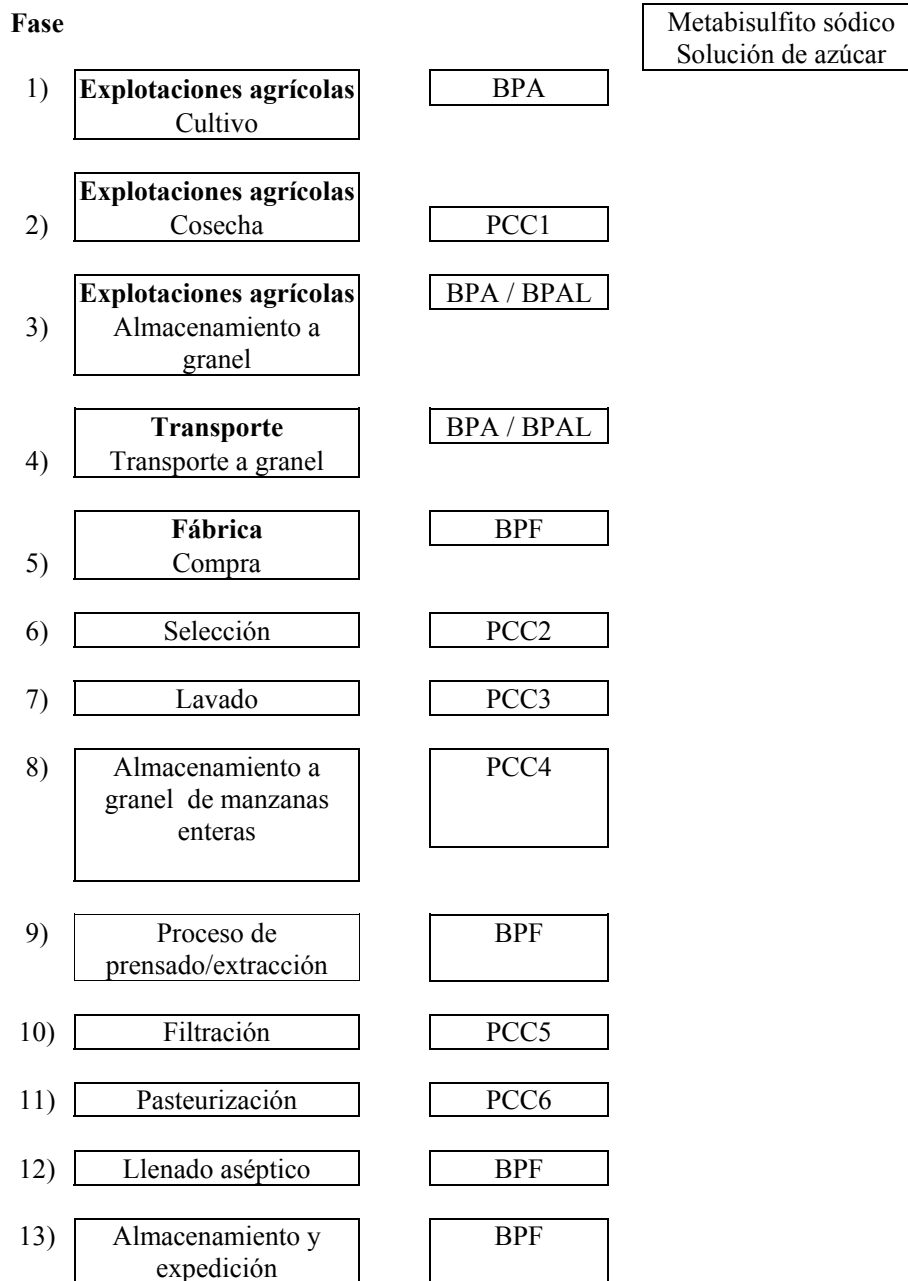 Fase
Metabisulfito sódico
Solución de azúcar
1) Explotaciones agrícolas BPA
Cultivo
Explotaciones agrícolas
2) Cosecha PCC1
Explotaciones agrícolas BPA / BPAL
3) Almacenamiento a
granel
Transporte BPA / BPAL
4) Transporte a granel
Fábrica BPF
5) Compra
6) Selección PCC2
7) Lavado PCC3
8) Almacenamiento a PCC4
granel de manzanas
enteras
9) Proceso de BPF
prensado/extracción
10) Filtración PCC5
11) Pasteurización PCC6
12) Llenado aséptico BPF
13) Almacenamiento y BPF
expedición